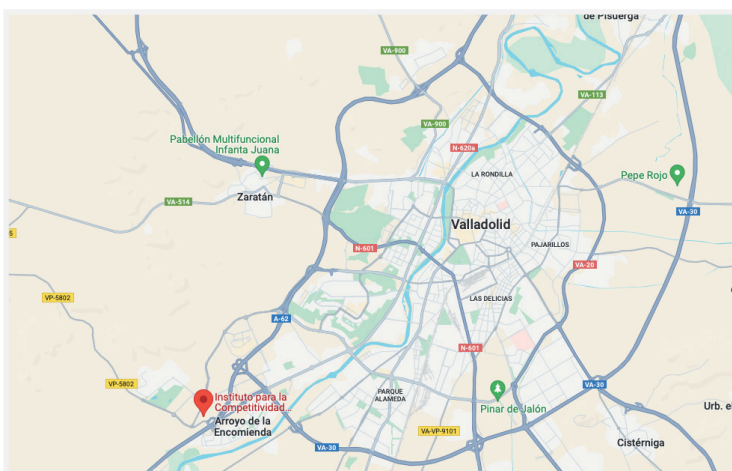 de Pisuerga
VA-900
VA-113
VA-900
N-620a
Pabellón Multifuncional
Infanta Juana
LA RONDILLA
Pepe Rojo
Zaratán
VA-514
VA-30
Valladolid
5
N-601
PAJARILLOS
VA-20
VP-5802
LAS DELICIAS
A-62
N-601
VP-5802
VA-30
PARQUE
ALAMEDA
Instituto para la
Competitividad...
Pinar de Jalón
Urb. el
Arroyo de la
Encomienda
VA-VP-9101
VA-30
Cistérniga